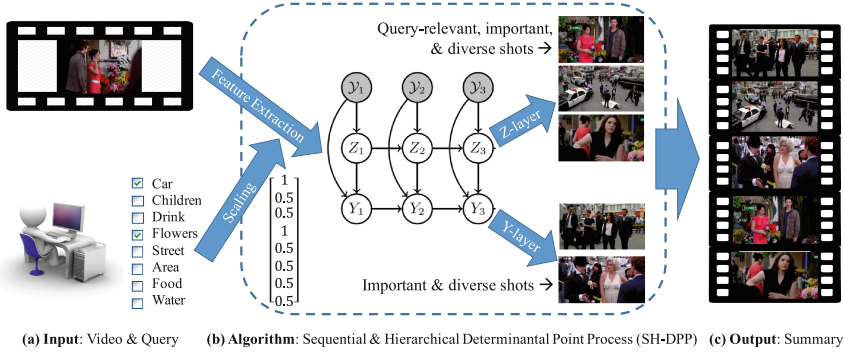 Query-relevant, important,
& diverse shots →
Feature Extraction
Scaling
Z-layer
Y-layer
𝒴₁ 𝒴₂ 𝒴₃
Z₁ Z₂ Z₃
Y₁ Y₂ Y₃
Car
Children
Drink
Flowers
Street
Area
Food
Water
1
0.5
0.5
1
0.5
0.5
0.5
0.5
Important & diverse shots →
(a) Input: Video & Query
(b) Algorithm: Sequential & Hierarchical Determinantal Point Process (SH-DPP)
(c) Output: Summary